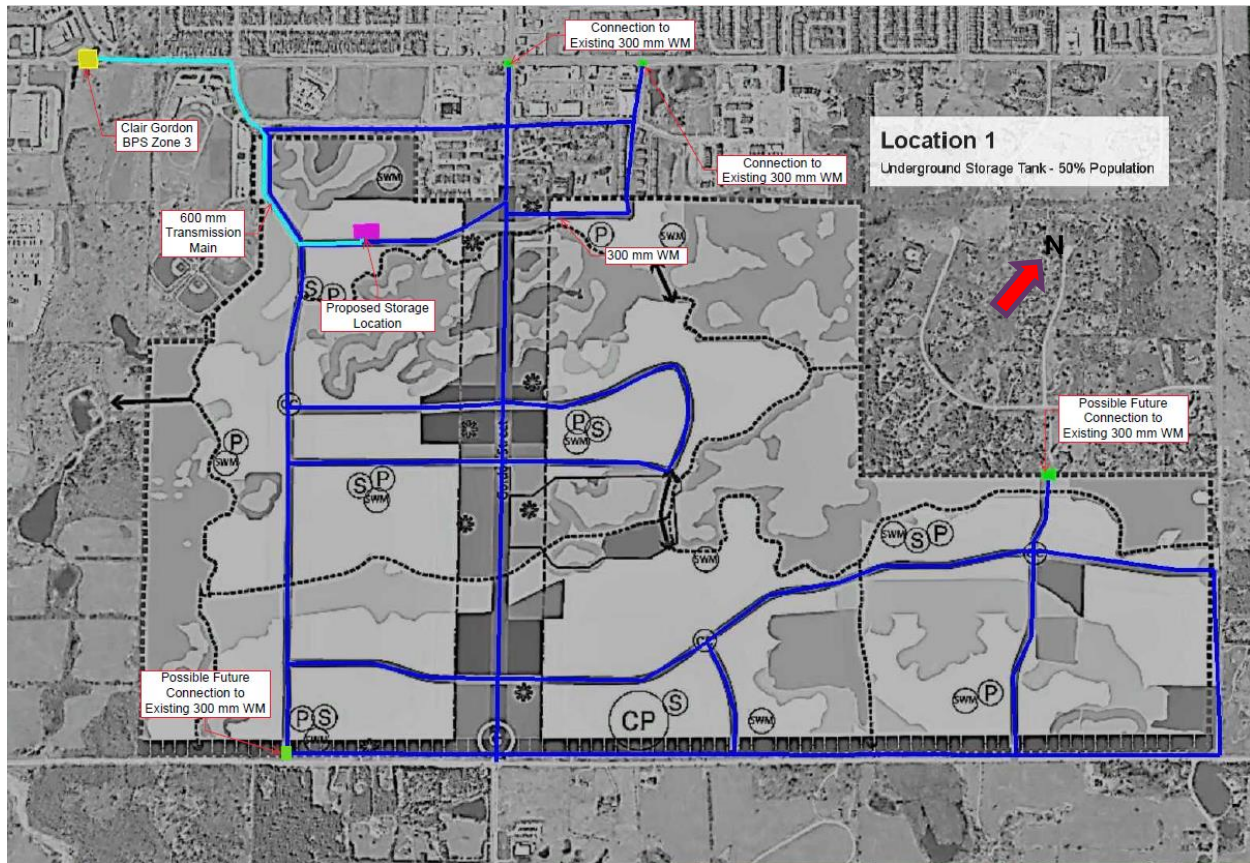 Connection to
Existing 300 mm WM
Clair Gordon
BPS Zone 3
Location 1
Underground Storage Tank - 50% Population
Connection to
Existing 300 mm WM
SWM
600 mm
Transmission
Main
P
SWM
300 mm WM
N
S
P
Proposed Storage
Location
Possible Future
Connection to
Existing 300 mm WM
P
SWM
P
S
SWM
S
P
SWM
SWM
S
P
SWM
Possible Future
Connection to
Existing 300 mm WM
P
S
SWM
CP
S
SWM
SWM
P